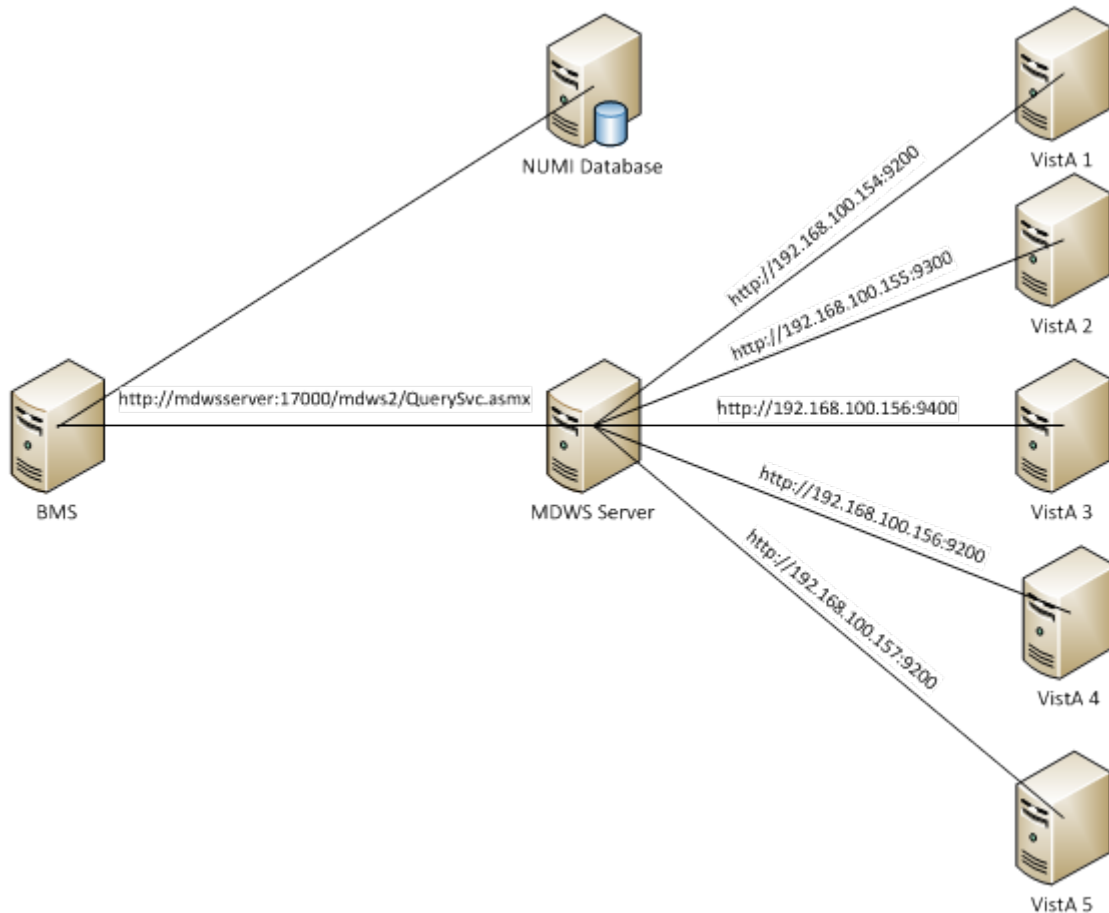 NUMI Database
VistA 1
http://192.168.100.154:9200
VistA 2
http://192.168.100.155:9300
http://mdwsserver:17000/mdws2/QuerySvc.asmx
http://192.168.100.156:9400
BMS
MDWS Server
VistA 3
http://192.168.100.156:9200
http://192.168.100.157:9200
VistA 4
VistA 5